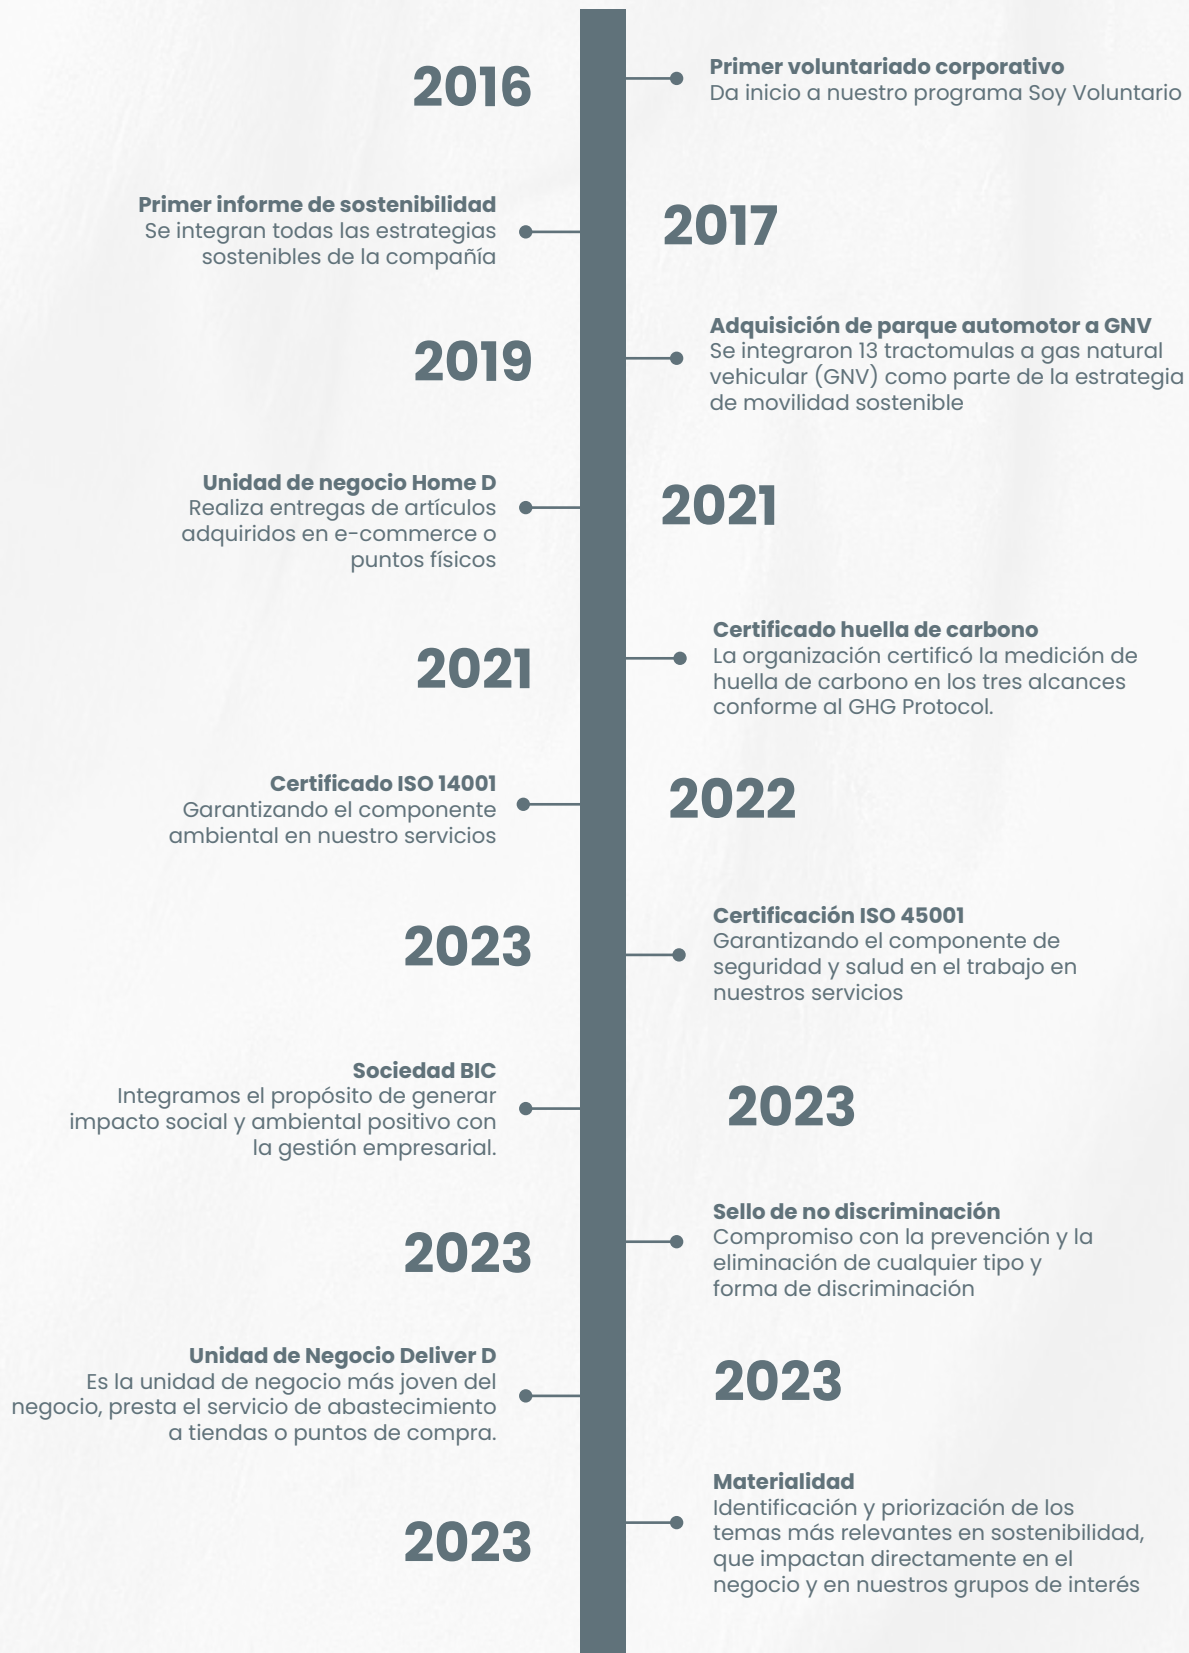 2016
Primer voluntariado corporativo
Da inicio a nuestro programa Soy Voluntario
Primer informe de sostenibilidad
Se integran todas las estrategias
sostenibles de la compañía
2017
2019
Adquisición de parque automotor a GNV
Se integraron 13 tractomulas a gas natural
vehicular (GNV) como parte de la estrategia
de movilidad sostenible
Unidad de negocio Home D
Realiza entregas de artículos
adquiridos en e-commerce o
puntos físicos
2021
2021
Certificado huella de carbono
La organización certificó la medición de
huella de carbono en los tres alcances
conforme al GHG Protocol.
Certificado ISO 14001
Garantizando el componente
ambiental en nuestro servicios
2022
2023
Certificación ISO 45001
Garantizando el componente de
seguridad y salud en el trabajo en
nuestros servicios
Sociedad BIC
Integramos el propósito de generar
impacto social y ambiental positivo con
la gestión empresarial.
2023
2023
Sello de no discriminación
Compromiso con la prevención y la
eliminación de cualquier tipo y
forma de discriminación
Unidad de Negocio Deliver D
Es la unidad de negocio más joven del
negocio, presta el servicio de abastecimiento
a tiendas o puntos de compra.
2023
2023
Materialidad
Identificación y priorización de los
temas más relevantes en sostenibilidad,
que impactan directamente en el
negocio y en nuestros grupos de interés